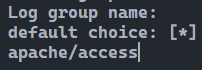 Log group name:
default choice: [*]
apache/access